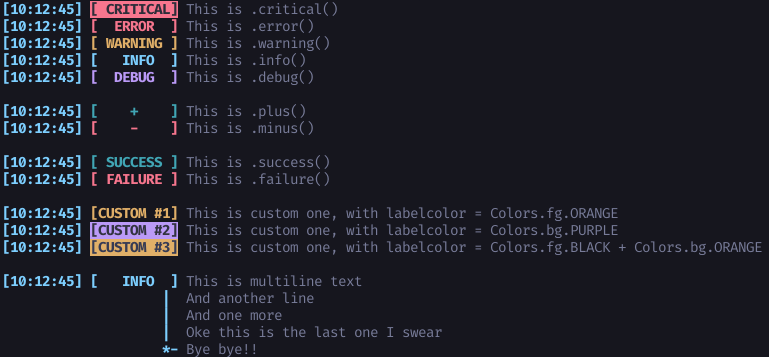 [10:12:45] [ CRITICAL] This is .critical()
[10:12:45] [  ERROR  ] This is .error()
[10:12:45] [ WARNING ] This is .warning()
[10:12:45] [   INFO  ] This is .info()
[10:12:45] [  DEBUG  ] This is .debug()
[10:12:45] [    +    ] This is .plus()
[10:12:45] [    -    ] This is .minus()
[10:12:45] [ SUCCESS ] This is .success()
[10:12:45] [ FAILURE ] This is .failure()
[10:12:45] [CUSTOM #1] This is custom one, with labelcolor = Colors.fg.ORANGE
[10:12:45] [CUSTOM #2] This is custom one, with labelcolor = Colors.bg.PURPLE
[10:12:45] [CUSTOM #3] This is custom one, with labelcolor = Colors.fg.BLACK + Colors.bg.ORANGE
[10:12:45] [   INFO  ] This is multiline text
                    | And another line
                    | And one more
                    | Oke this is the last one I swear
                    *- Bye bye!!